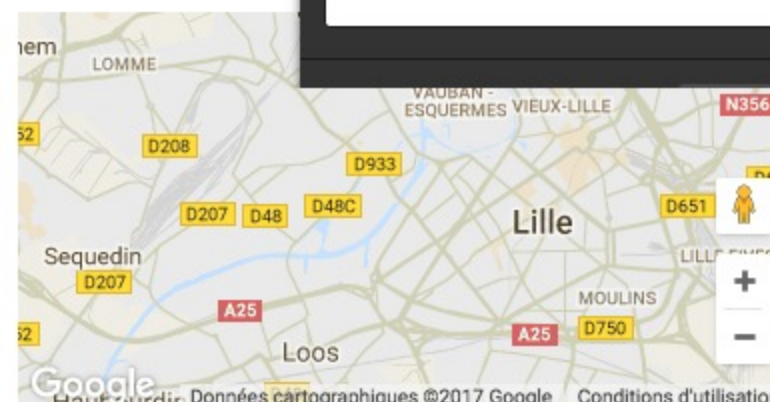 LOMME
VAUBAN -
ESQUERMES
VIEUX-LILLE
N356
D208
D933
D207
D48
D48C
D651
Lille
Sequedin
D207
A25
MOULINS
A25
D750
Loos
Google
Données cartographiques ©2017 Google